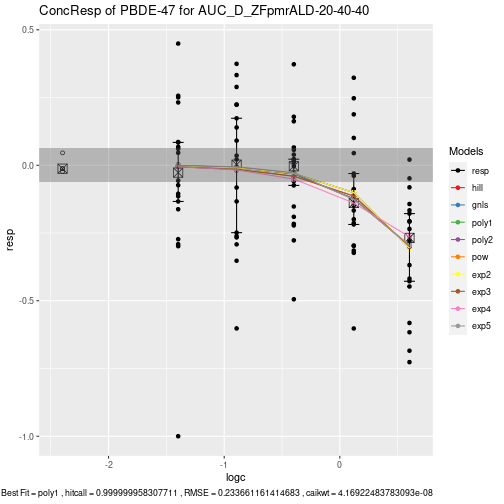 ConcResp of PBDE-47 for AUC_D_ZFpmrALD-20-40-40
0.5
0.0
-0.5
-1.0
resp
-2
-1
0
logc
Models
resp
hill
gnls
poly1
poly2
pow
exp2
exp3
exp4
exp5
BestFit = poly1 , hitcall = 0.999999958307711 , RMSE = 0.233661161414683 , caikwt = 4.16922483783093e-08